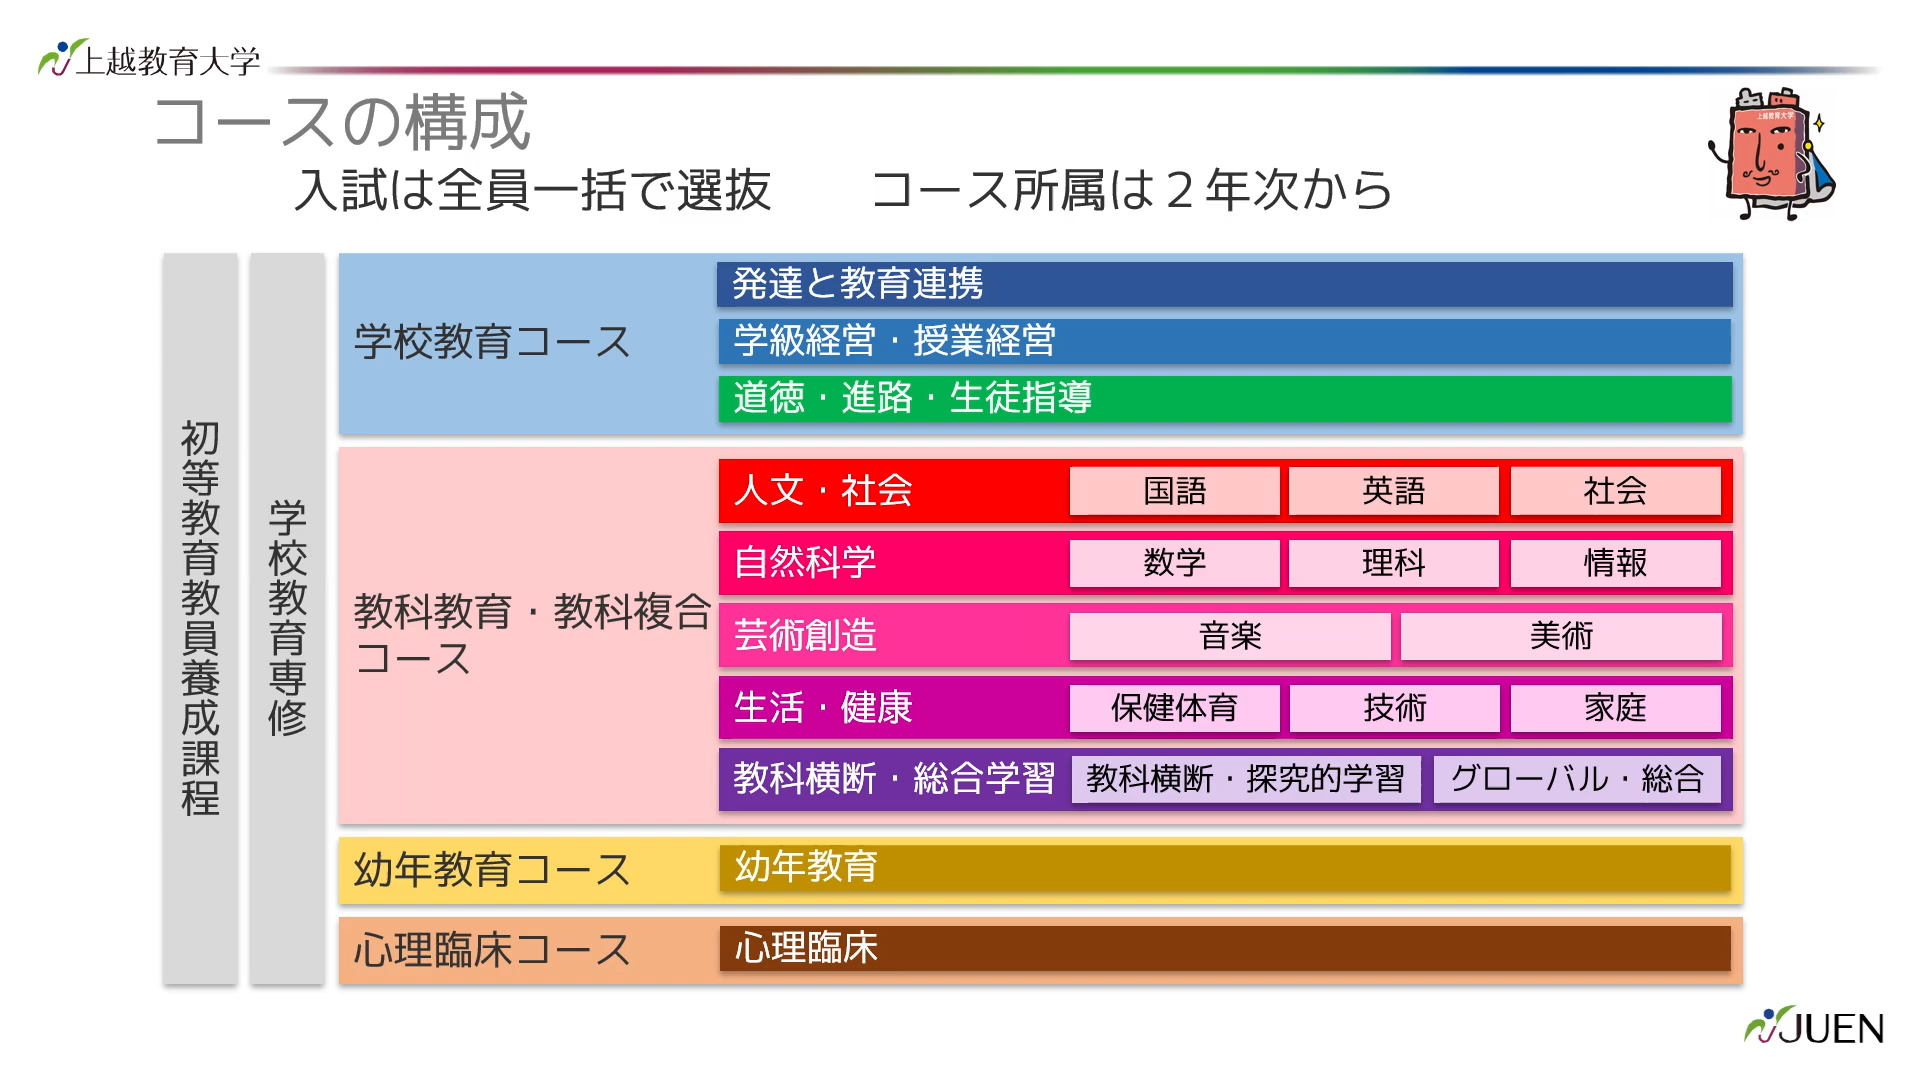 上越教育大学
コースの構成
上越教育大学
入試は全員一括で選抜　　コース所属は２年次から
初等教育教員養成課程
学校教育専修
学校教育コース
発達と教育連携
学級経営・授業経営
道徳・進路・生徒指導
教科教育・教科複合
コース
人文・社会 国語 英語 社会
自然科学 数学 理科 情報
芸術創造 音楽 美術
生活・健康 保健体育 技術 家庭
教科横断・総合学習 教科横断・探究的学習 グローバル・総合
幼年教育コース 幼年教育
心理臨床コース 心理臨床
JUEN